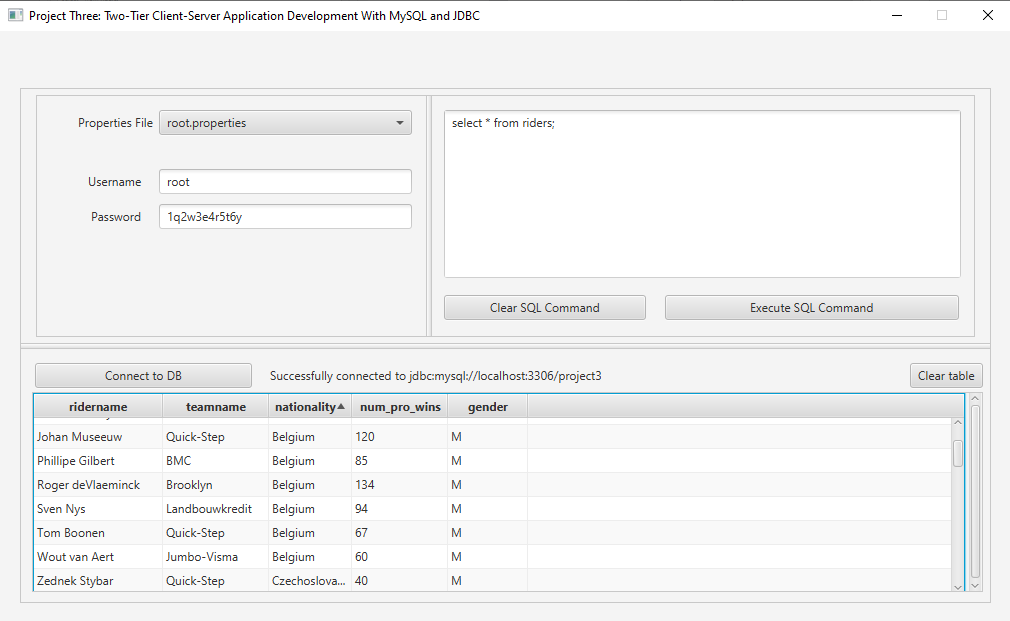 Project Three: Two-Tier Client-Server Application Development With MySQL and JDBC
Properties File root.properties
select * from riders;
Username root
Password 1q2w3e4r5t6y
Clear SQL Command Execute SQL Command
Connect to DB Successfully connected to jdbc:mysql://localhost:3306/project3 Clear table
ridername teamname nationality num_pro_wins gender
Johan Museeuw Quick-Step Belgium 120 M
Phillipe Gilbert BMC Belgium 85 M
Roger deVlaeminck Brooklyn Belgium 134 M
Sven Nys Landbouwkredit Belgium 94 M
Tom Boonen Quick-Step Belgium 67 M
Wout van Aert Jumbo-Visma Belgium 60 M
Zednek Stybar Quick-Step Czechoslova... 40 M